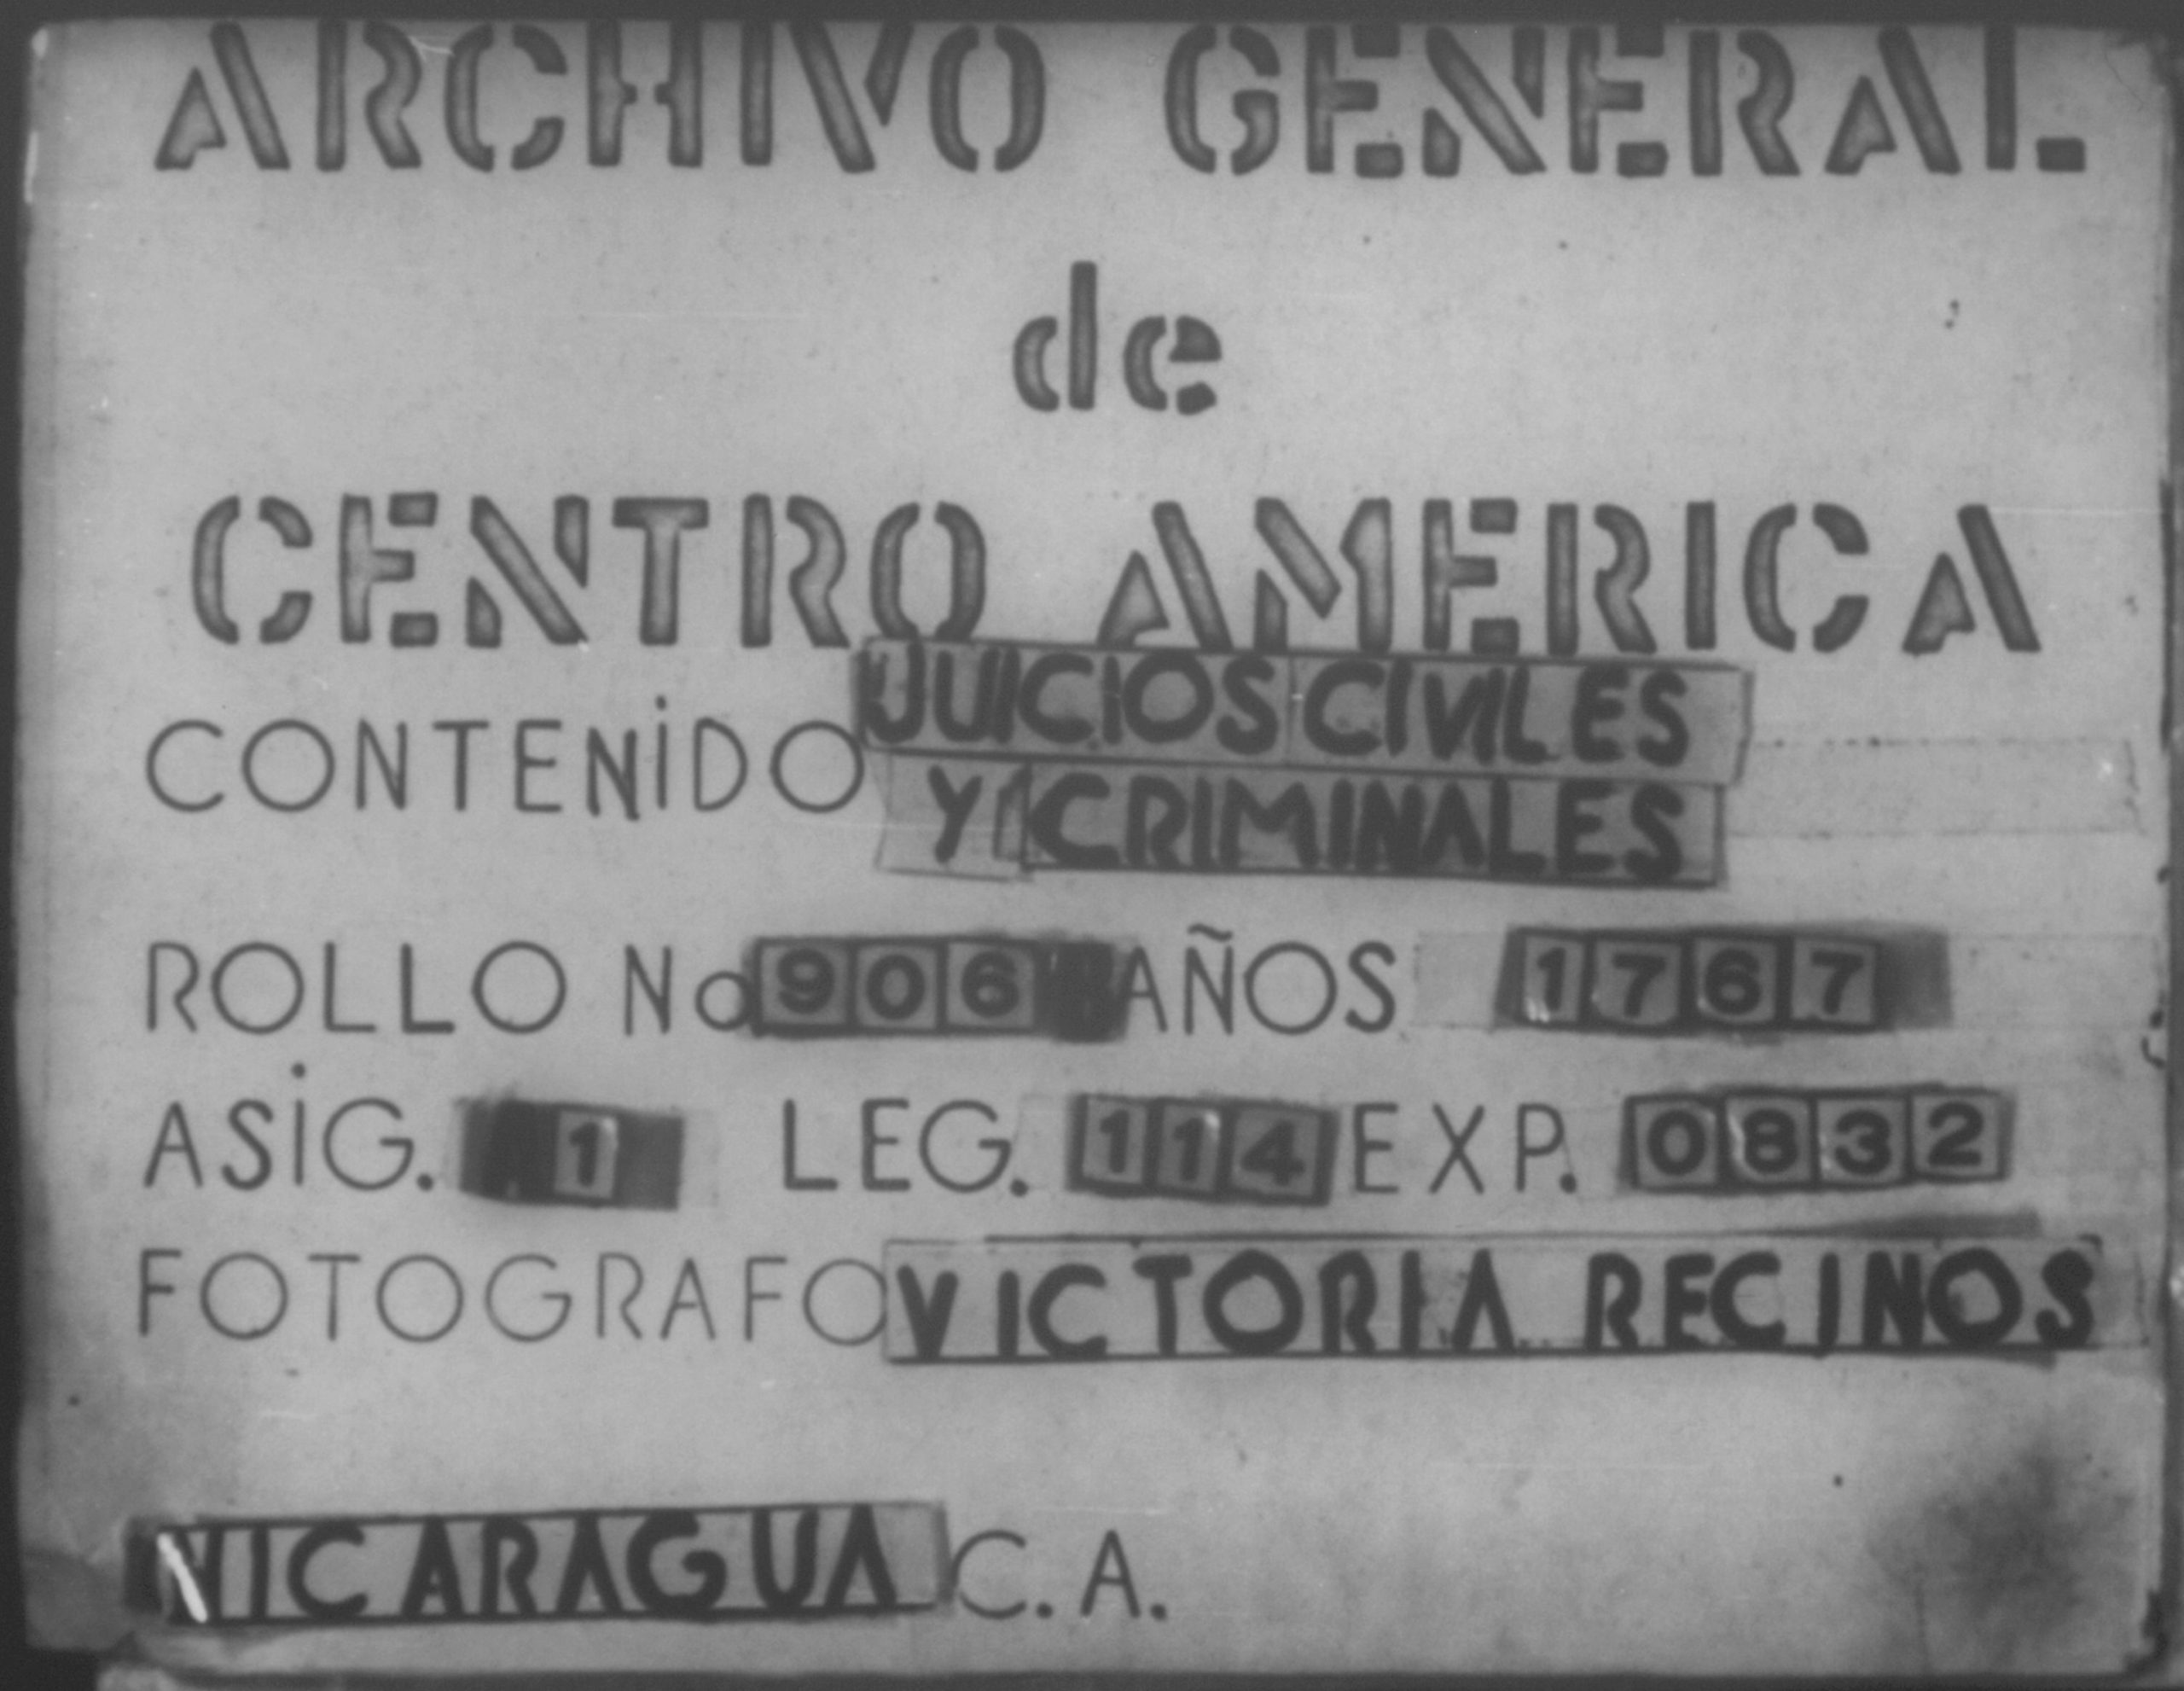 ARCHIVO GENERAL
de
CENTRO AMERICA
CONTENIDO JUICIOS CIVILES
Y CRIMINALES
ROLLO No 906 AÑOS 1767
ASIG. 1 LEG. 114 EXP. 0832
FOTOGRAFO VICTORIA RECINOS
NICARAGUA C.A.